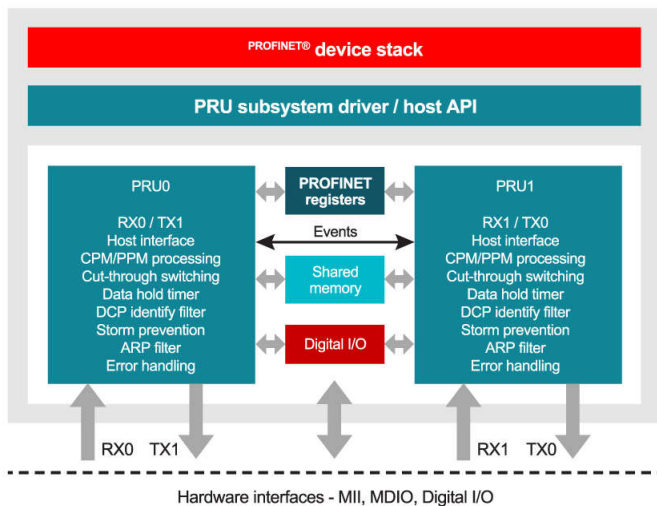 PROFINET® device stack
PRU subsystem driver / host API
PRU0
RX0 / TX1
Host interface
CPM/PPM processing
Cut-through switching
Data hold timer
DCP identify filter
Storm prevention
ARP filter
Error handling
PROFINET
registers
Events
Shared
memory
Digital I/O
PRU1
RX1 / TX0
Host interface
CPM/PPM processing
Cut-through switching
Data hold timer
DCP identify filter
Storm prevention
ARP filter
Error handling
RX0 TX1
RX1 TX0
Hardware interfaces - MII, MDIO, Digital I/O